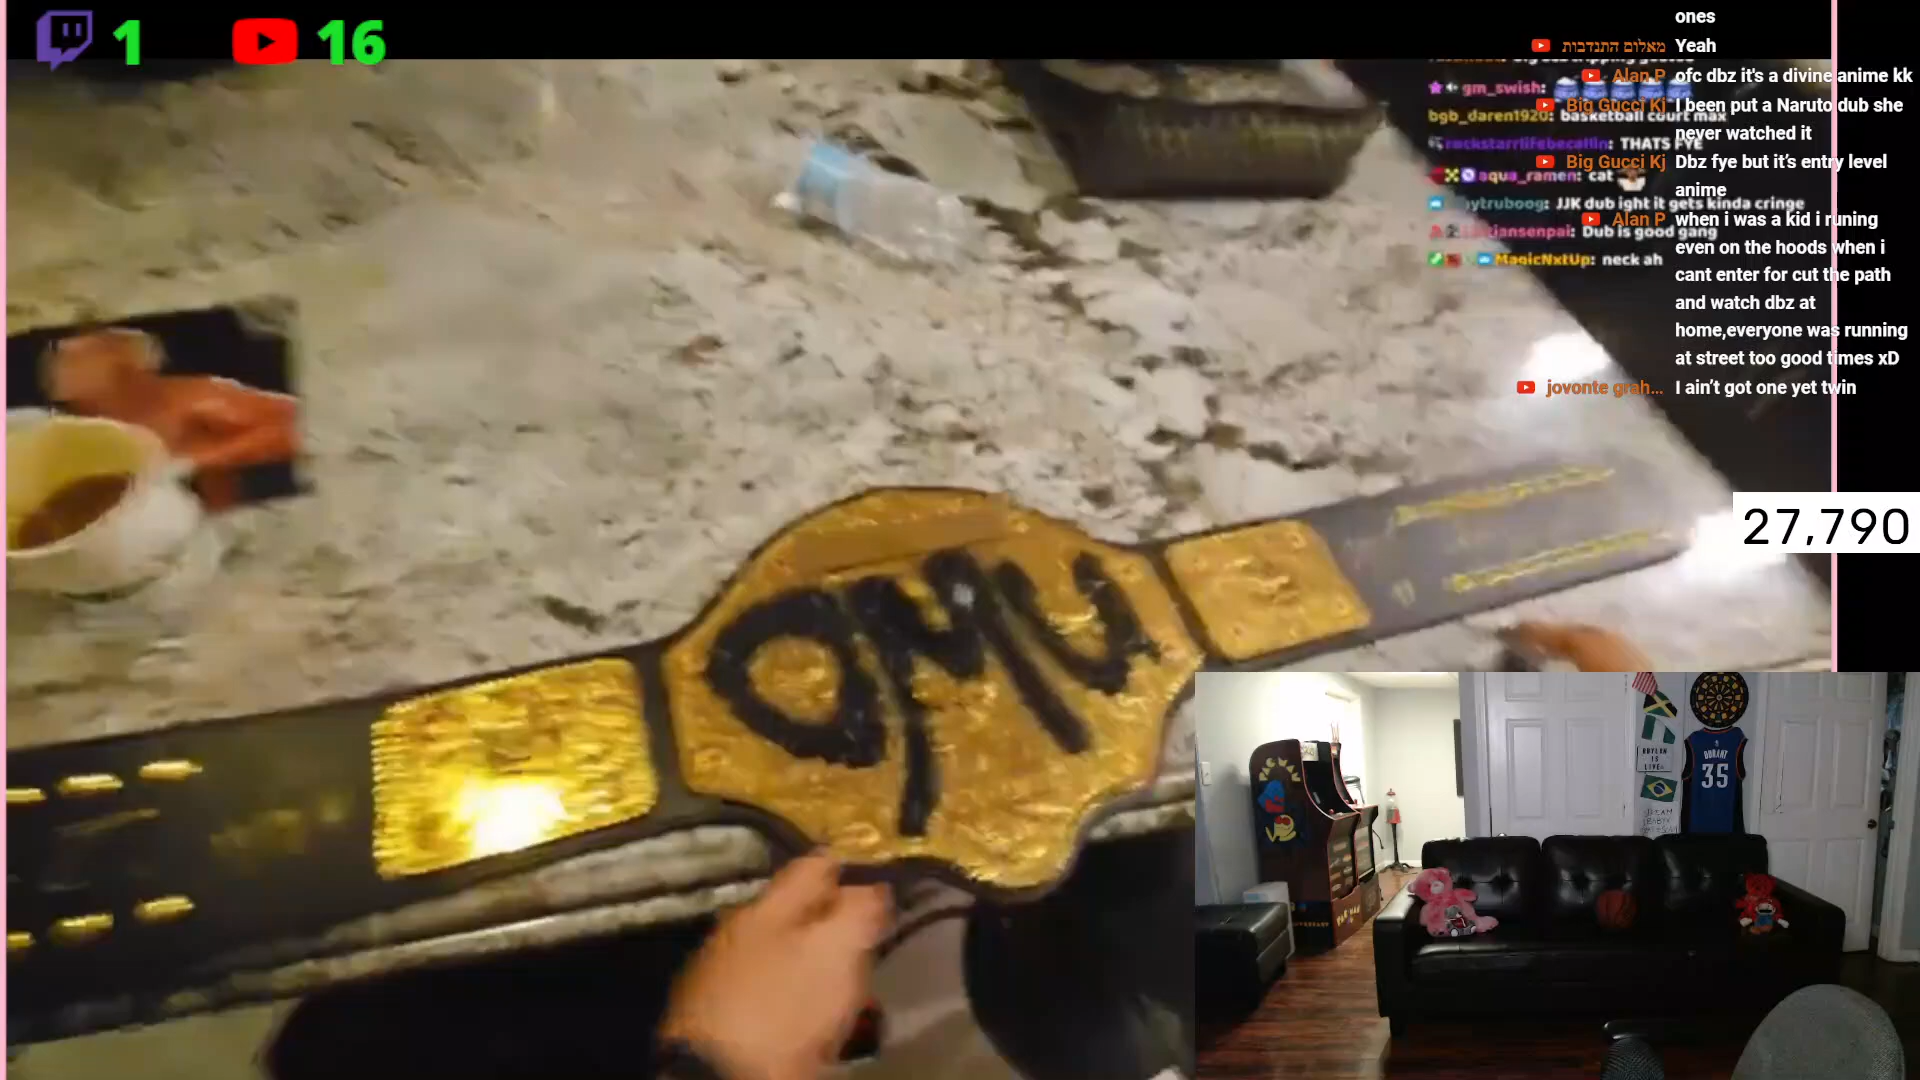 1
16
ones
מאלום התנדבות Yeah
Alan P ofc dbz it's a divine anime kk
gm_swish:
Big Gucci Kj I been put a Naruto dub she
never watched it
bgb_daren1920: basketball court max
rockstarrlifebecallin: THATS FYE
Big Gucci Kj Dbz fye but it's entry level
anime
aqua_ramen: cat
JJK dub ight it gets kinda cringe
Alan P when i was a kid i runing
even on the hoods when i
cant enter for cut the path
and watch dbz at
home,everyone was running
at street too good times xD
Dub is good gang
MagicNxtUp: neck ah
jovonte grah... I ain't got one yet twin
27,790
OMU
PAC-MAN
DURANT
35